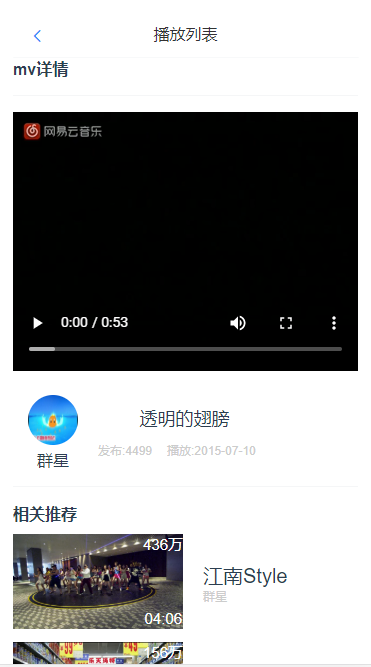 播放列表
mv详情
网易云音乐
0:00 / 0:53
透明的翅膀
群星
发布:4499 播放:2015-07-10
相关推荐
436万
04:06
江南Style
群星
156万